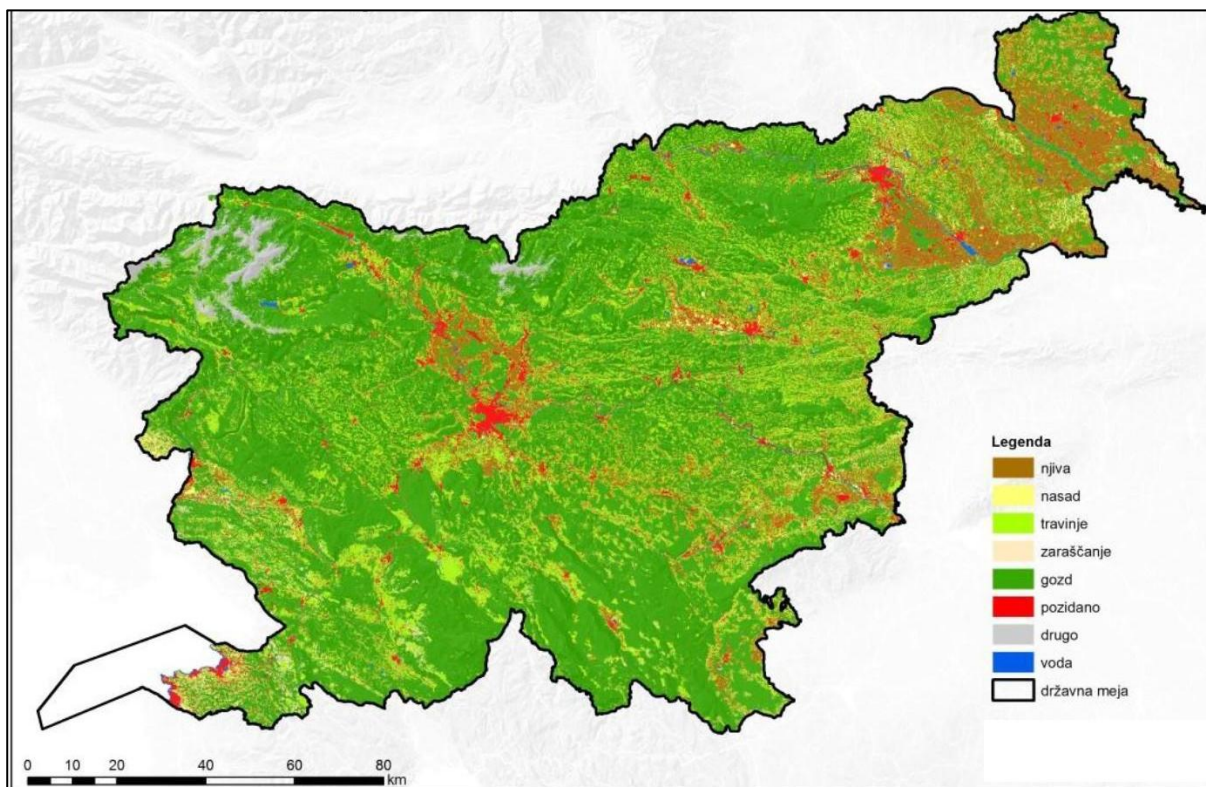 Legenda
njiva
nasad
travinje
zaraščanje
gozd
pozidano
drugo
voda
državna meja
0 10 20 40 60 80
km